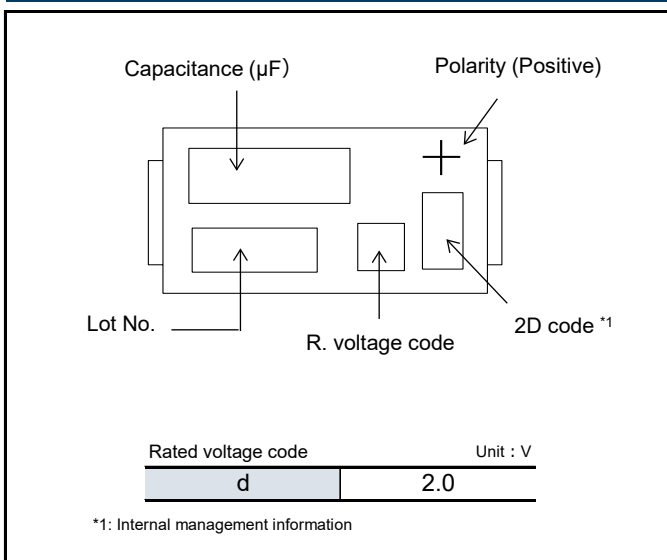 Capacitance (μF） Polarity (Positive)
+
Lot No.
R. voltage code
2D code *1
Rated voltage code Unit：V
d 2.0
*1: Internal management information